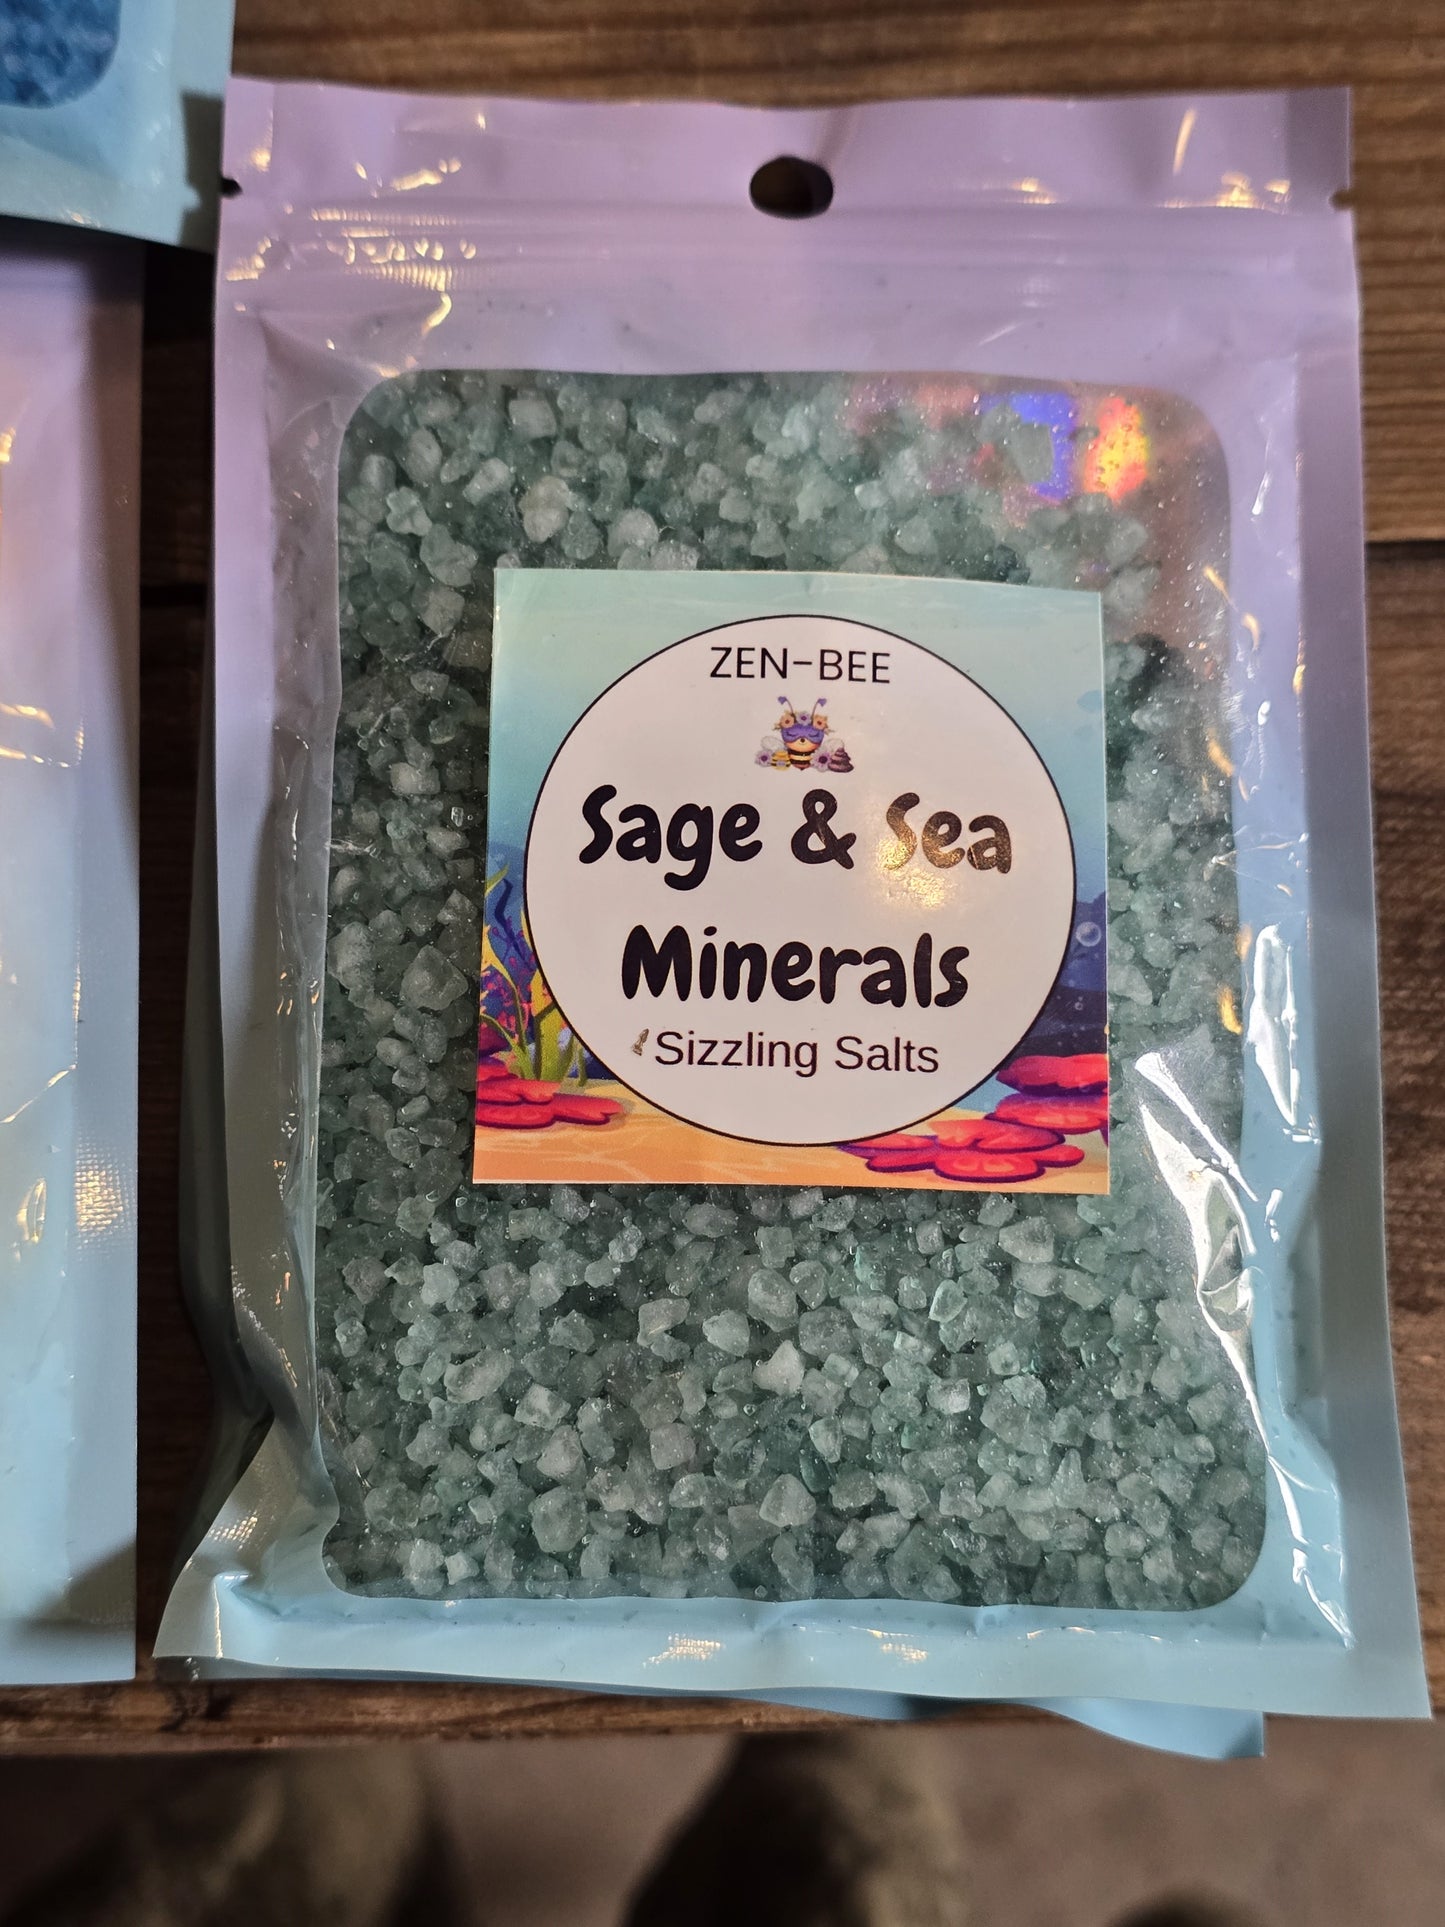 ZEN-BEE
Sage & Sea
Minerals
Sizzling Salts